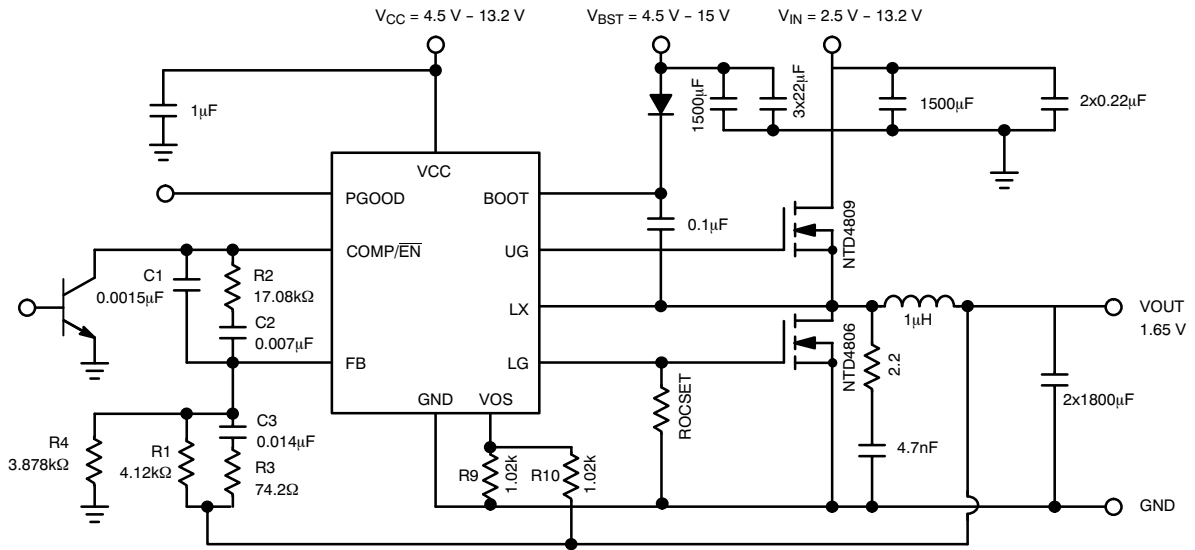 V_CC = 4.5 V – 13.2 V
V_BST = 4.5 V – 15 V
V_IN = 2.5 V – 13.2 V
1μF
1500μF
3x22μF
1500μF
2x0.22μF
VCC
PGOOD
BOOT
COMP/EN
UG
LX
FB
LG
GND
VOS
0.1μF
NTD4809
C1
0.0015μF
R2
17.08kΩ
C2
0.007μF
1μH
VOUT
1.65 V
NTD4806
2.2
2x1800μF
ROCSET
4.7nF
R4
3.878kΩ
R1
4.12kΩ
C3
0.014μF
R3
74.2Ω
R9
1.02k
R10
1.02k
GND